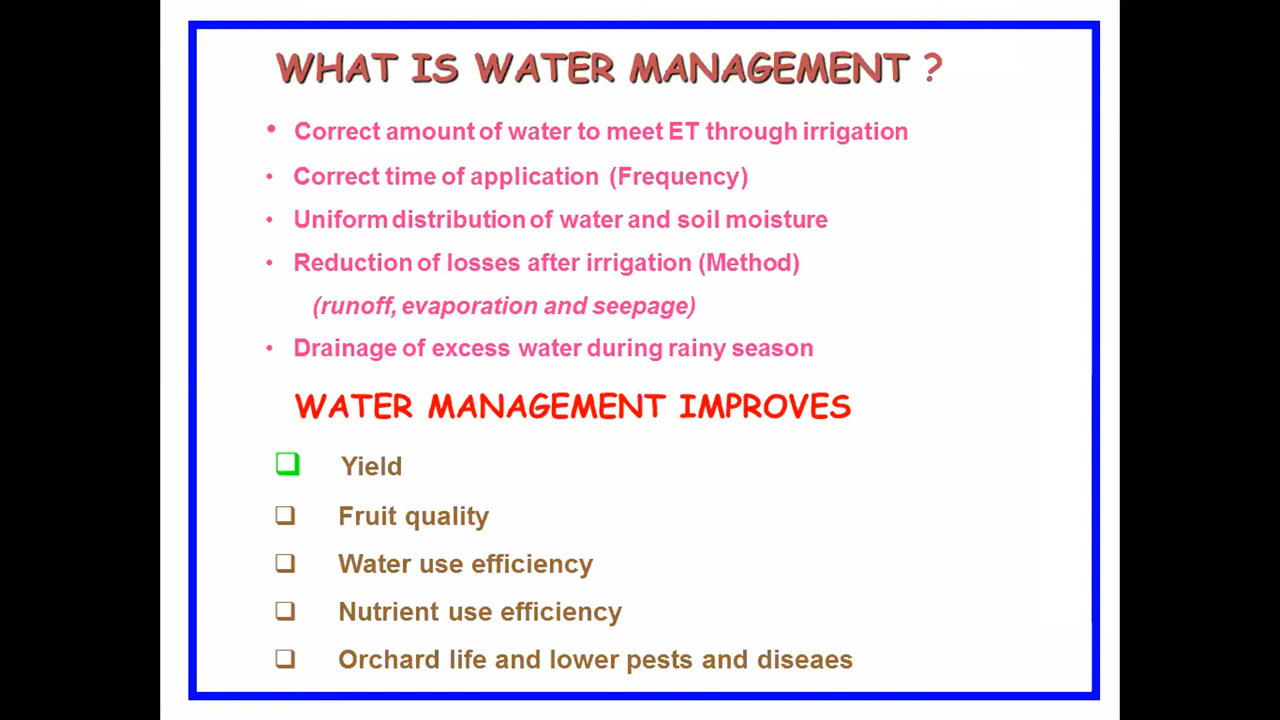 WHAT IS WATER MANAGEMENT ?
• Correct amount of water to meet ET through irrigation
• Correct time of application (Frequency)
• Uniform distribution of water and soil moisture
• Reduction of losses after irrigation (Method)
(runoff, evaporation and seepage)
• Drainage of excess water during rainy season
WATER MANAGEMENT IMPROVES
❑ Yield
❑ Fruit quality
❑ Water use efficiency
❑ Nutrient use efficiency
❑ Orchard life and lower pests and diseaes